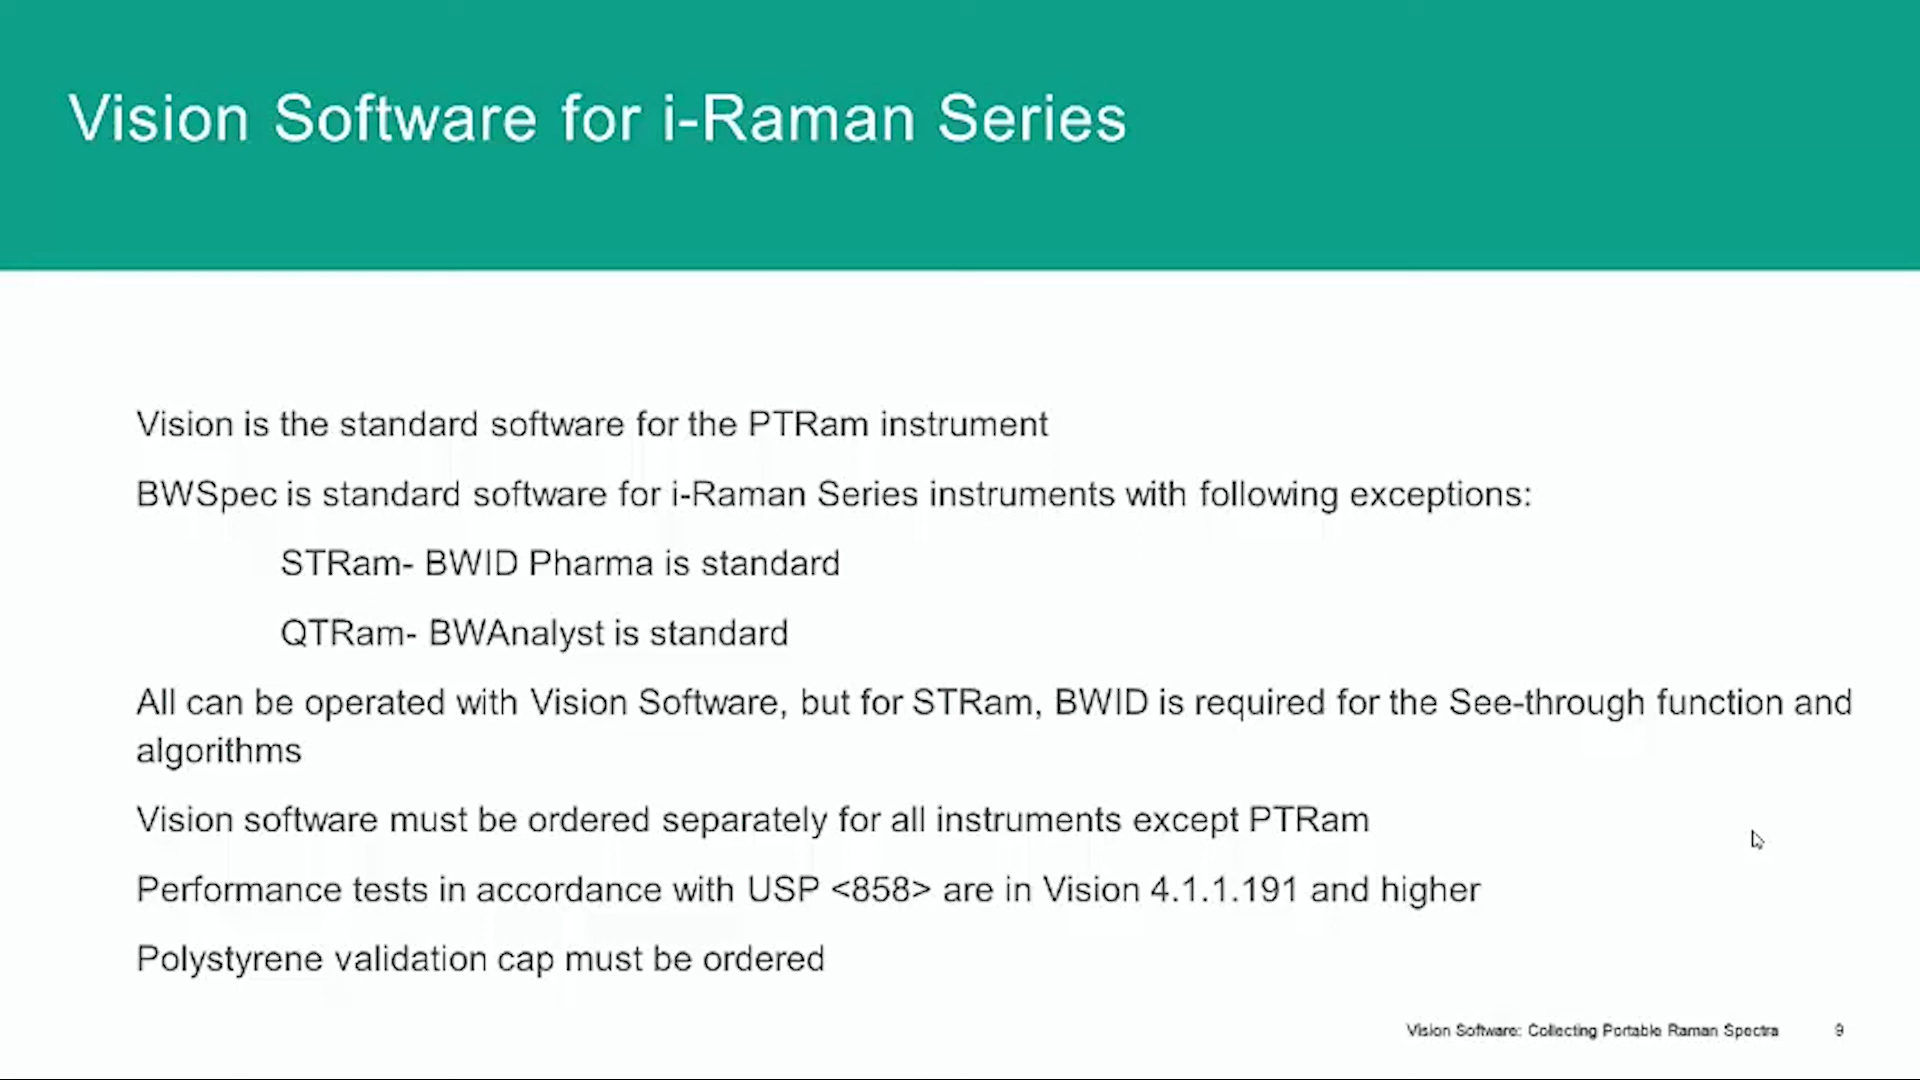 Vision Software for i-Raman Series
Vision is the standard software for the PTRam instrument
BWSpec is standard software for i-Raman Series instruments with following exceptions:
STRam- BWID Pharma is standard
QTRam- BWAnalyst is standard
All can be operated with Vision Software, but for STRam, BWID is required for the See-through function and
algorithms
Vision software must be ordered separately for all instruments except PTRam
Performance tests in accordance with USP <858> are in Vision 4.1.1.191 and higher
Polystyrene validation cap must be ordered
Vision Software: Collecting Portable Raman Spectra 9